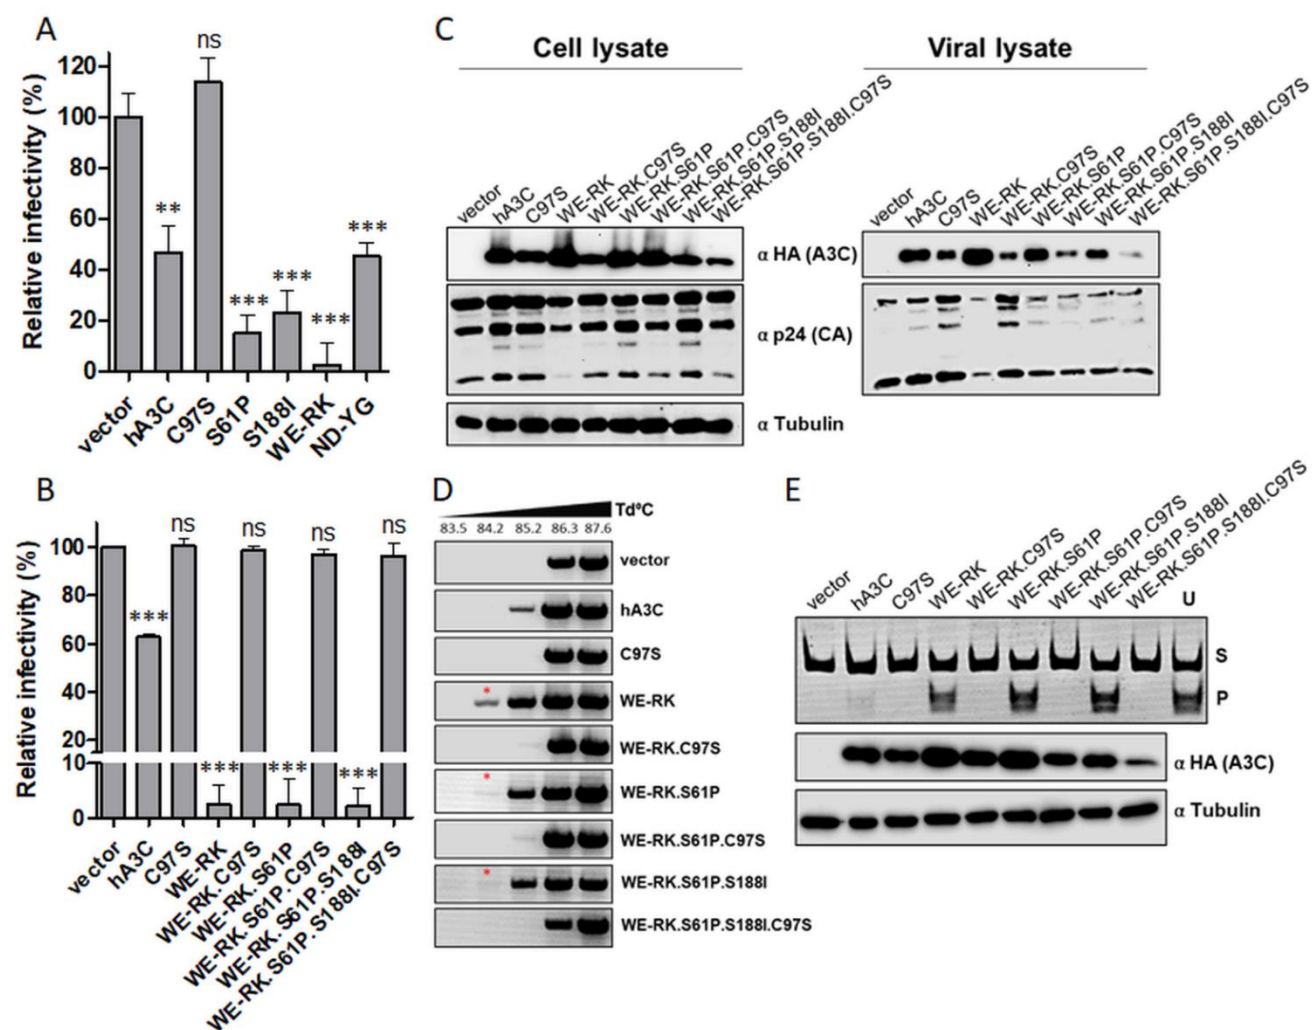 A
Relative infectivity (%)
120
100
80
60
40
20
0
ns
**
***
***
***
***
vector
hA3C
C97S
S61P
S188I
WE-RK
ND-YG
B
Relative infectivity (%)
100
80
60
40
20
10
0
***
ns
***
ns
***
ns
***
ns
vector
hA3C
C97S
WE-RK
WE-RK.C97S
WE-RK.S61P
WE-RK.S61P.C97S
WE-RK.S61P.S188I
WE-RK.S61P.S188I.C97S
C
Cell lysate
Viral lysate
vector
hA3C
C97S
WE-RK
WE-RK.C97S
WE-RK.S61P
WE-RK.S61P.C97S
WE-RK.S61P.S188I
WE-RK.S61P.S188I.C97S
vector
hA3C
C97S
WE-RK
WE-RK.C97S
WE-RK.S61P
WE-RK.S61P.C97S
WE-RK.S61P.S188I
WE-RK.S61P.S188I.C97S
α HA (A3C)
α p24 (CA)
α Tubulin
D
TdºC
83.5 84.2 85.2 86.3 87.6
vector
hA3C
C97S
*
WE-RK
WE-RK.C97S
*
WE-RK.S61P
WE-RK.S61P.C97S
*
WE-RK.S61P.S188I
WE-RK.S61P.S188I.C97S
E
vector
hA3C
C97S
WE-RK
WE-RK.C97S
WE-RK.S61P
WE-RK.S61P.C97S
WE-RK.S61P.S188I
WE-RK.S61P.S188I.C97S
U
S
P
α HA (A3C)
α Tubulin